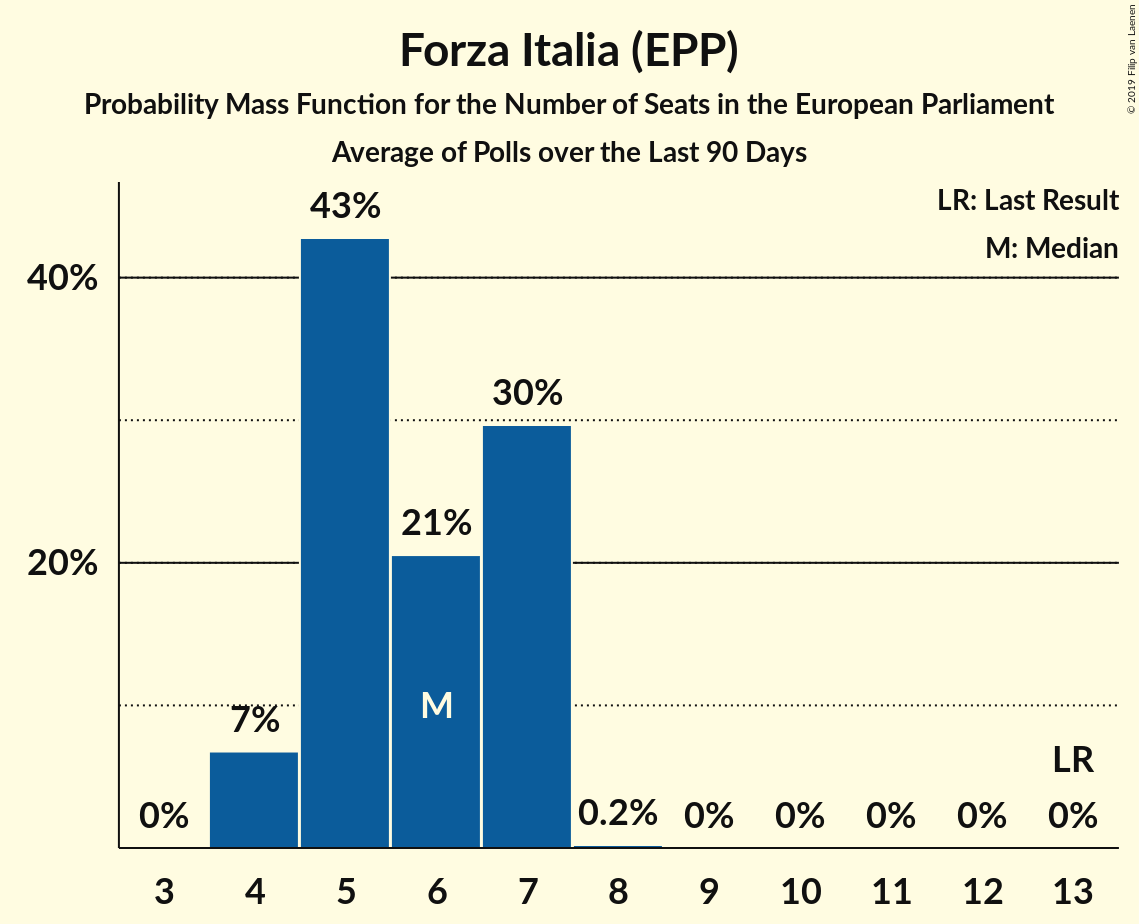 Forza Italia (EPP)
Probability Mass Function for the Number of Seats in the European Parliament
Average of Polls over the Last 90 Days
© 2019 Filip van Laenen
LR: Last Result
M: Median
43%
40%
30%
21%
20%
M
7%
LR
0%
0.2%
0%
0%
0%
0%
0%
3 4 5 6 7 8 9 10 11 12 13